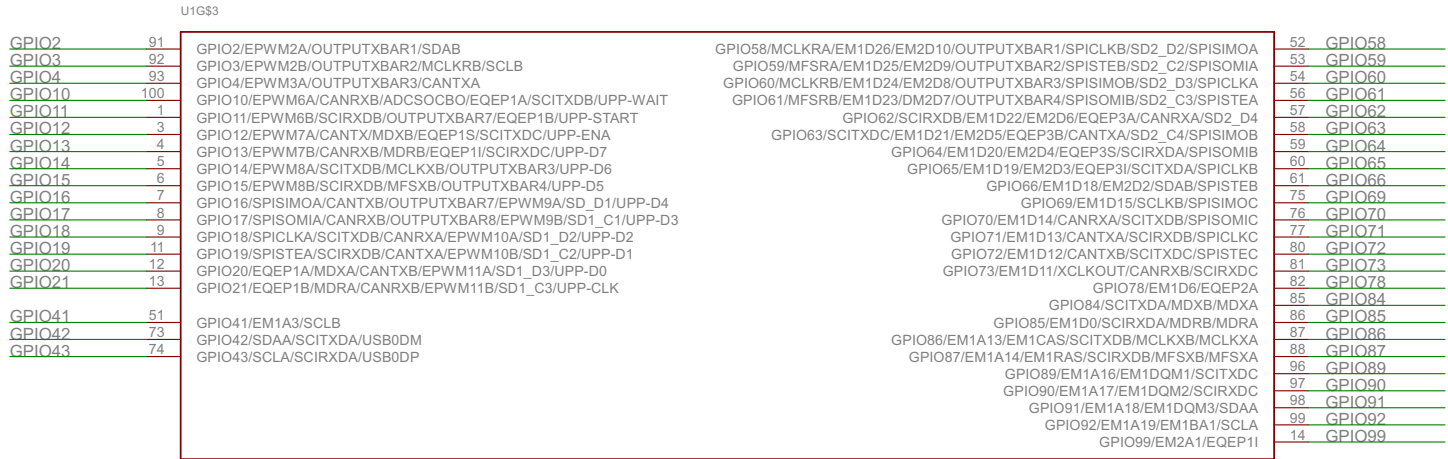 U1G$3
GPIO2 91 GPIO2/EPWM2A/OUTPUTXBAR1/SDAB GPIO58/MCLKRA/EM1D26/EM2D10/OUTPUTXBAR1/SPICLKB/SD2_D2/SPISIMOA 52 GPIO58
GPIO3 92 GPIO3/EPWM2B/OUTPUTXBAR2/MCLKRB/SCLB GPIO59/MFSRA/EM1D25/EM2D9/OUTPUTXBAR2/SPISTEB/SD2_C2/SPISOMIA 53 GPIO59
GPIO4 93 GPIO4/EPWM3A/OUTPUTXBAR3/CANTXA GPIO60/MCLKRB/EM1D24/EM2D8/OUTPUTXBAR3/SPISIMOB/SD2_D3/SPICLKA 54 GPIO60
GPIO10 100 GPIO10/EPWM6A/CANRXB/ADCSOCBO/EQEP1A/SCITXDB/UPP-WAIT GPIO61/MFSRB/EM1D23/DM2D7/OUTPUTXBAR4/SPISOMIB/SD2_C3/SPISTEA 56 GPIO61
GPIO11 1 GPIO11/EPWM6B/SCIRXDB/OUTPUTXBAR7/EQEP1B/UPP-START GPIO62/SCIRXDB/EM1D22/EM2D6/EQEP3A/CANRXA/SD2_D4 57 GPIO62
GPIO12 3 GPIO12/EPWM7A/CANTX/MDXB/EQEP1S/SCITXDC/UPP-ENA GPIO63/SCITXDC/EM1D21/EM2D5/EQEP3B/CANTXA/SD2_C4/SPISIMOB 58 GPIO63
GPIO13 4 GPIO13/EPWM7B/CANRXB/MDRB/EQEP1I/SCIRXDC/UPP-D7 GPIO64/EM1D20/EM2D4/EQEP3S/SCIRXDA/SPISOMIB 59 GPIO64
GPIO14 5 GPIO14/EPWM8A/SCITXDB/MCLKXB/OUTPUTXBAR3/UPP-D6 GPIO65/EM1D19/EM2D3/EQEP3I/SCITXDA/SPICLKB 60 GPIO65
GPIO15 6 GPIO15/EPWM8B/SCIRXDB/MFSXB/OUTPUTXBAR4/UPP-D5 GPIO66/EM1D18/EM2D2/SDAB/SPISTEB 61 GPIO66
GPIO16 7 GPIO16/SPISIMOA/CANTXB/OUTPUTXBAR7/EPWM9A/SD_D1/UPP-D4 GPIO69/EM1D15/SCLKB/SPISIMOC 75 GPIO69
GPIO17 8 GPIO17/SPISOMIA/CANRXB/OUTPUTXBAR8/EPWM9B/SD1_C1/UPP-D3 GPIO70/EM1D14/CANRXA/SCITXDB/SPISOMIC 76 GPIO70
GPIO18 9 GPIO18/SPICLKA/SCITXDB/CANRXA/EPWM10A/SD1_D2/UPP-D2 GPIO71/EM1D13/CANTXA/SCIRXDB/SPICLKC 77 GPIO71
GPIO19 11 GPIO19/SPISTEA/SCIRXDB/CANTXA/EPWM10B/SD1_C2/UPP-D1 GPIO72/EM1D12/CANTXB/SCITXDC/SPISTEC 80 GPIO72
GPIO20 12 GPIO20/EQEP1A/MDXA/CANTXB/EPWM11A/SD1_D3/UPP-D0 GPIO73/EM1D11/XCLKOUT/CANRXB/SCIRXDC 81 GPIO73
GPIO21 13 GPIO21/EQEP1B/MDRA/CANRXB/EPWM11B/SD1_C3/UPP-CLK GPIO78/EM1D6/EQEP2A 82 GPIO78
GPIO84/SCITXDA/MDXB/MDXA 85 GPIO84
GPIO41 51 GPIO41/EM1A3/SCLB GPIO85/EM1D0/SCIRXDA/MDRB/MDRA 86 GPIO85
GPIO42 73 GPIO42/SDAA/SCITXDA/USB0DM GPIO86/EM1A13/EM1CAS/SCITXDB/MCLKXB/MCLKXA 87 GPIO86
GPIO43 74 GPIO43/SCLA/SCIRXDA/USB0DP GPIO87/EM1A14/EM1RAS/SCIRXDB/MFSXB/MFSXA 88 GPIO87
GPIO89/EM1A16/EM1DQM1/SCITXDC 96 GPIO89
GPIO90/EM1A17/EM1DQM2/SCIRXDC 97 GPIO90
GPIO91/EM1A18/EM1DQM3/SDAA 98 GPIO91
GPIO92/EM1A19/EM1BA1/SCLA 99 GPIO92
GPIO99/EM2A1/EQEP1I 14 GPIO99